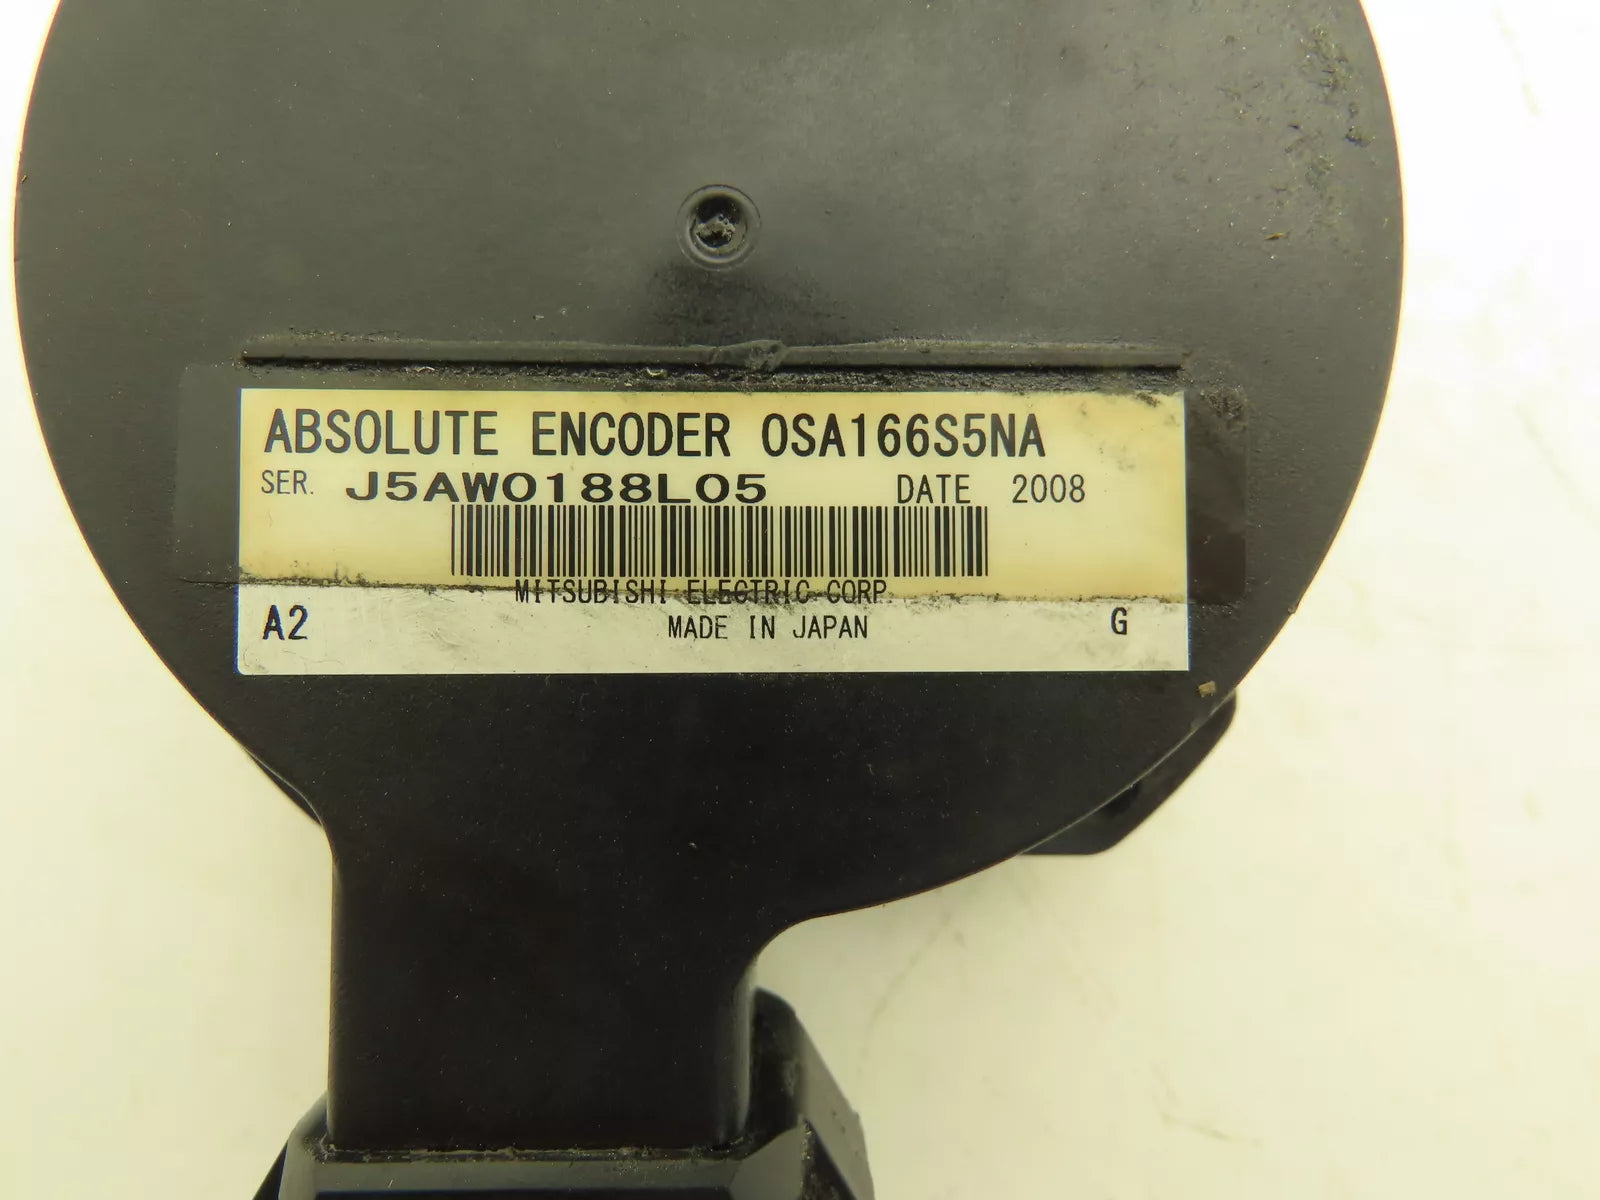 ABSOLUTE ENCODER OSA166S5NA
SER. J5AW0188L05 DATE 2008
MITSUBISHI ELECTRIC CORP.
A2 MADE IN JAPAN G